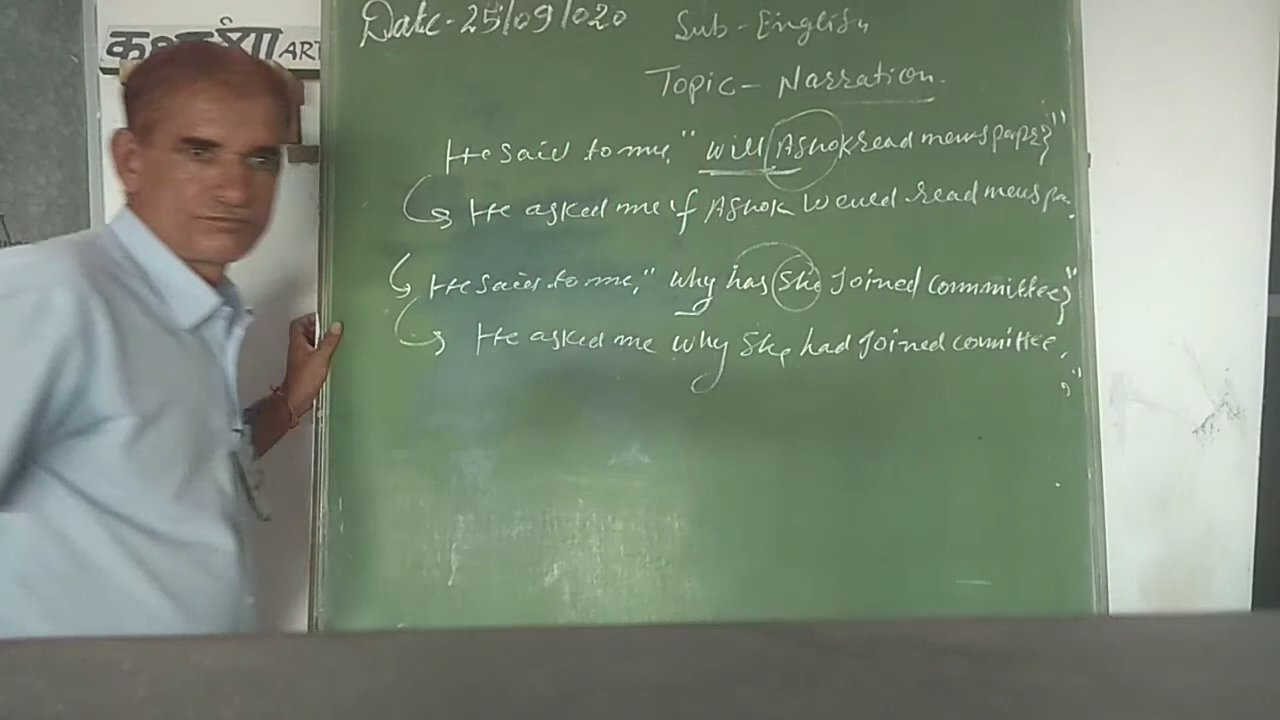 ART
Date-25/09/020
Sub-English
Topic-Narration.
He said to me, "will Ashok read newspaper?"
He asked me if Ashok would read newspa.
He said to me, "why has she Joined committee?"
He asked me why she had Joined committee.